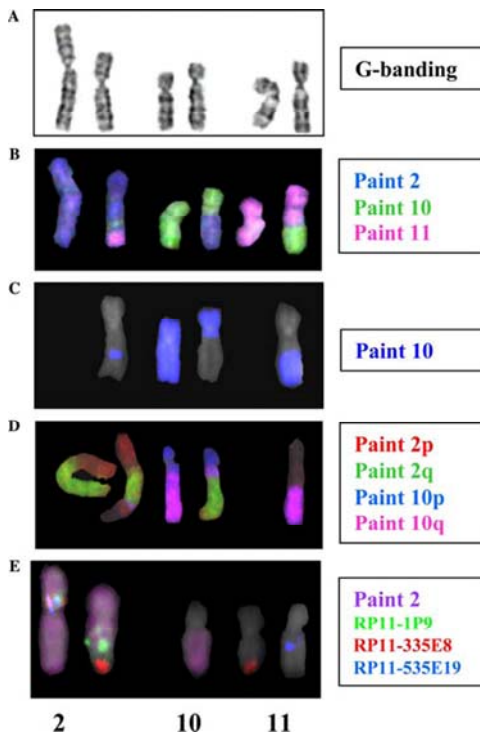 A
G-banding
B
Paint 2
Paint 10
Paint 11
C
Paint 10
D
Paint 2p
Paint 2q
Paint 10p
Paint 10q
E
Paint 2
RP11-1P9
RP11-335E8
RP11-535E19
2 10 11